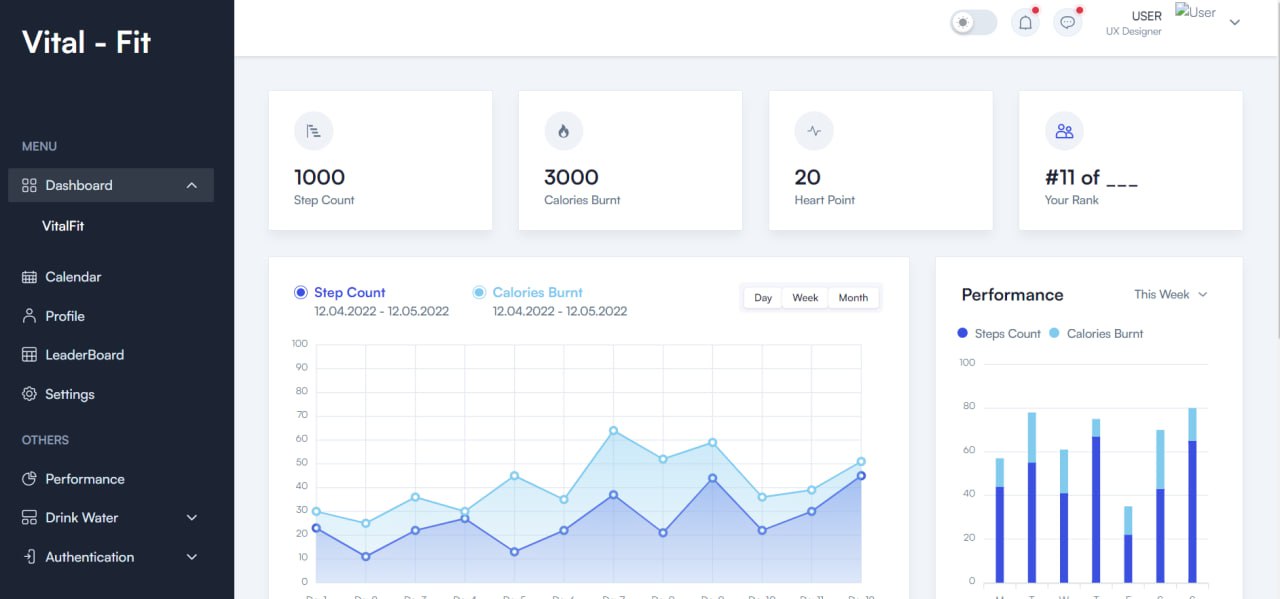 Vital - Fit
MENU
Dashboard
VitalFit
Calendar
Profile
LeaderBoard
Settings
OTHERS
Performance
Drink Water
Authentication
USER
UX Designer
User
1000
Step Count
3000
Calories Burnt
20
Heart Point
#11 of ___
Your Rank
Step Count
12.04.2022 - 12.05.2022
Calories Burnt
12.04.2022 - 12.05.2022
Day Week Month
100
90
80
70
60
50
40
30
20
10
0
Performance
This Week
Steps Count Calories Burnt
100
80
60
40
20
0